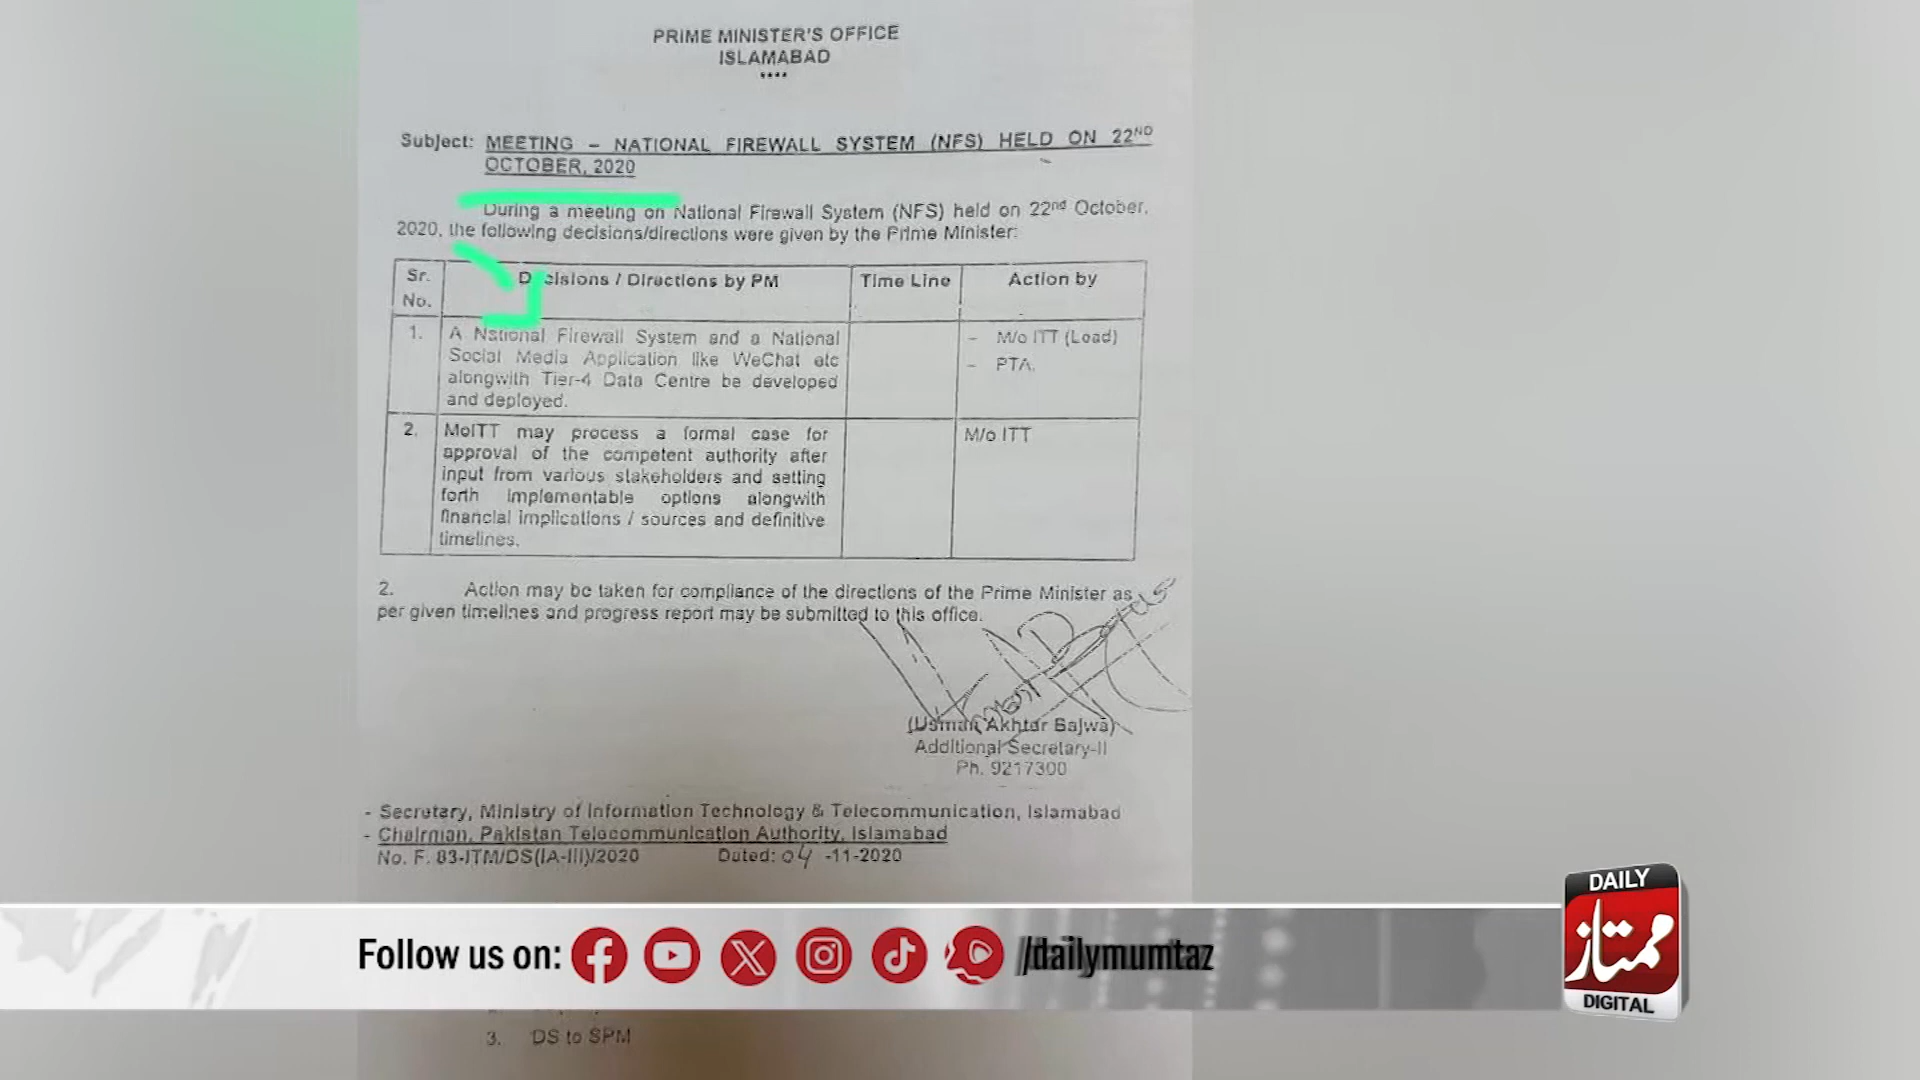 PRIME MINISTER'S OFFICE
ISLAMABAD
****
Subject: MEETING – NATIONAL FIREWALL SYSTEM (NFS) HELD ON 22ND
OCTOBER, 2020
During a meeting on National Firewall System (NFS) held on 22nd October,
2020, the following decisions/directions were given by the Prime Minister:
Sr. No. Decisions / Directions by PM Time Line Action by
1. A National Firewall System and a National
Social Media Application like WeChat etc
alongwith Tier-4 Data Centre be developed
and deployed.
- M/o ITT (Lead)
- PTA.
2. MoITT may process a formal case for
approval of the competent authority after
input from various stakeholders and setting
forth implementable options alongwith
financial implications / sources and definitive
timelines.
M/o ITT
2. Action may be taken for compliance of the directions of the Prime Minister as
per given timelines and progress report may be submitted to this office.
(Usman Akhtar Bajwa)
Additional Secretary-II
Ph. 9217300
- Secretary, Ministry of Information Technology & Telecommunication, Islamabad
- Chairman, Pakistan Telecommunication Authority, Islamabad
No. F. 83-ITM/DS(IA-III)/2020 Dated: 04 -11-2020
Follow us on: /dailymumtaz
DAILY
ممتاز
DIGITAL
3. DS to SPM